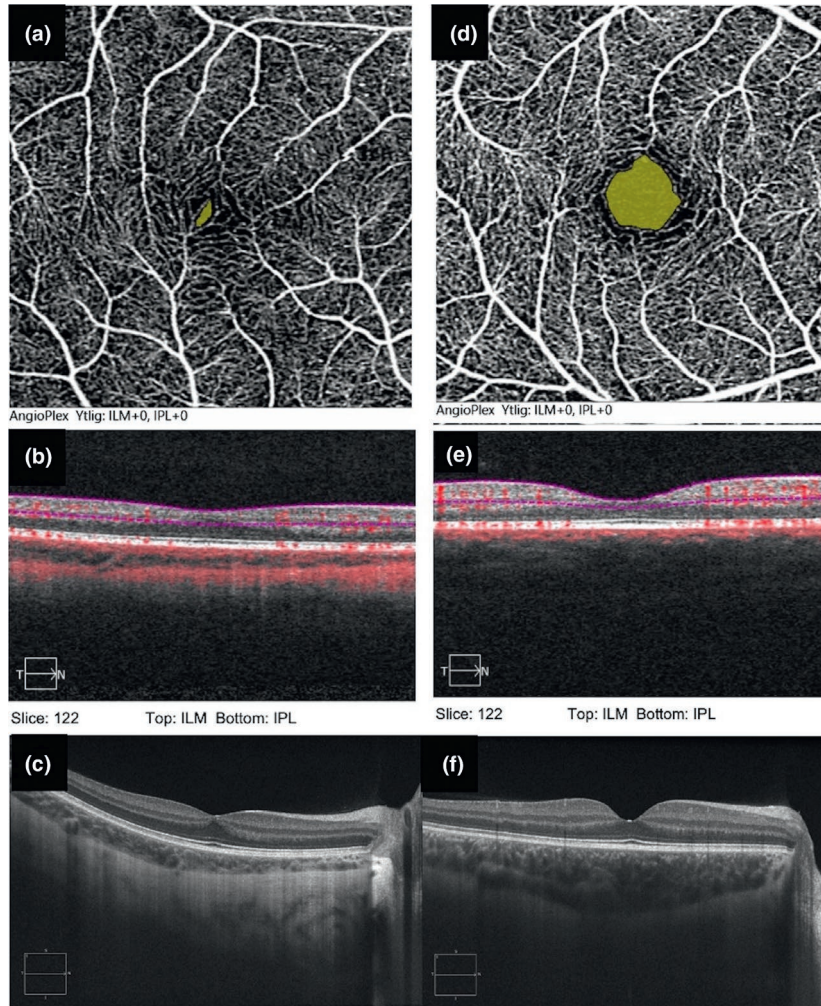 (a)
(d)
AngioPlex Ytlig: ILM+0, IPL+0
AngioPlex Ytlig: ILM+0, IPL+0
(b)
(e)
T N
T N
Slice: 122 Top: ILM Bottom: IPL
Slice: 122 Top: ILM Bottom: IPL
(c)
(f)